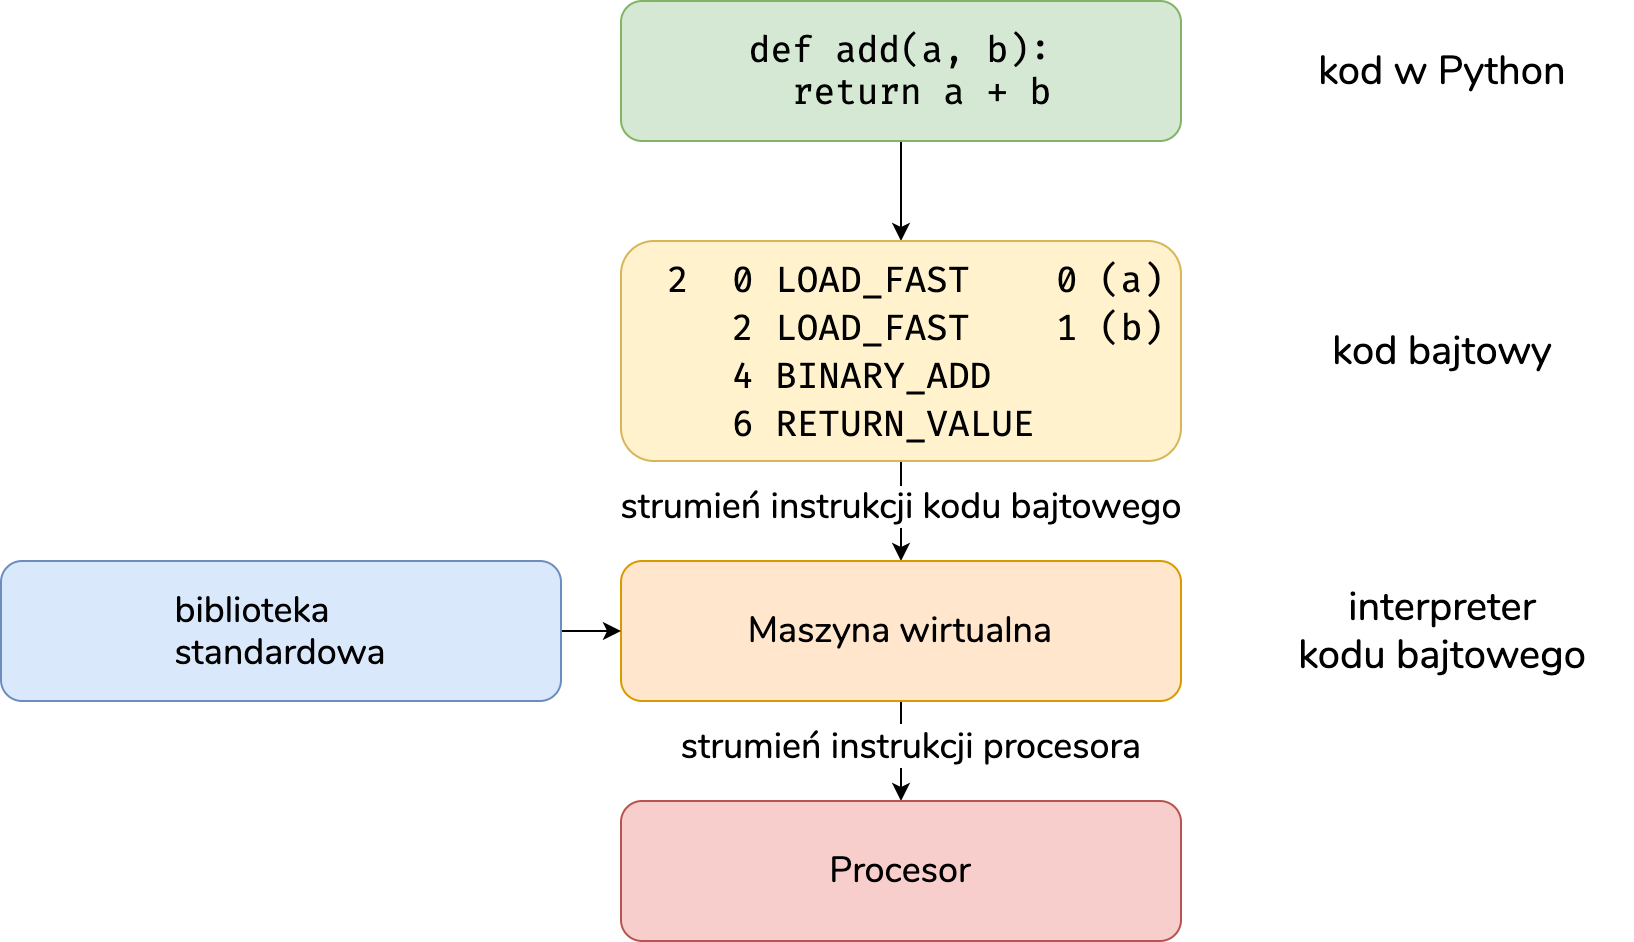 def add(a, b):
return a + b
kod w Python
2 0 LOAD_FAST 0 (a)
2 LOAD_FAST 1 (b)
4 BINARY_ADD
6 RETURN_VALUE
kod bajtowy
strumień instrukcji kodu bajtowego
biblioteka
standardowa
Maszyna wirtualna
interpreter
kodu bajtowego
strumień instrukcji procesora
Procesor